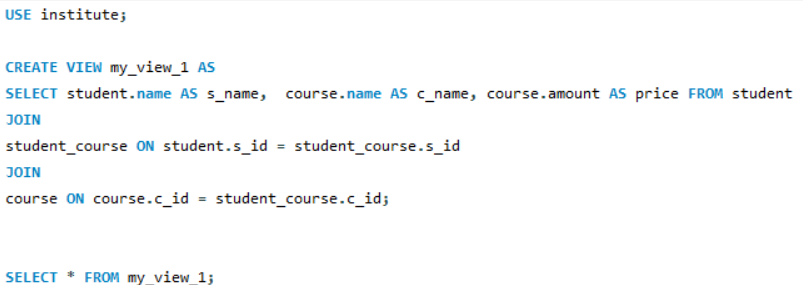 USE institute;
CREATE VIEW my_view_1 AS
SELECT student.name AS s_name,  course.name AS c_name, course.amount AS price FROM student
JOIN
student_course ON student.s_id = student_course.s_id
JOIN
course ON course.c_id = student_course.c_id;
SELECT * FROM my_view_1;